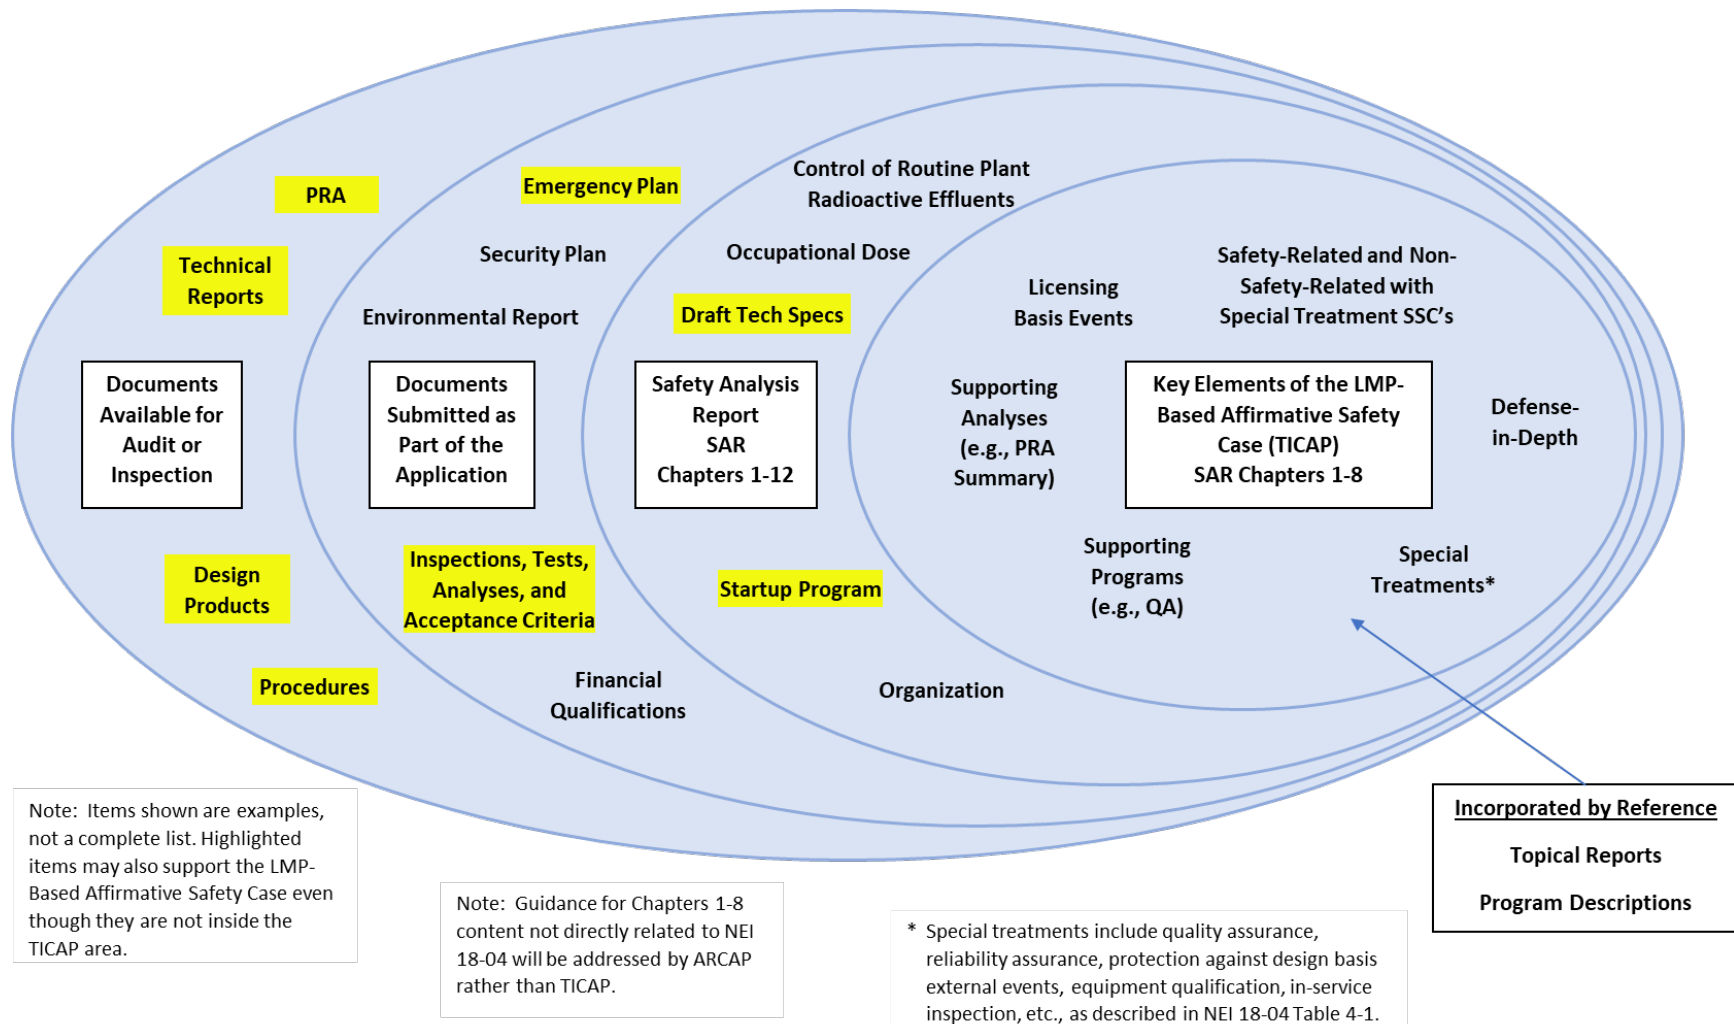 PRA
Technical
Reports
Documents
Available for
Audit or
Inspection
Design
Products
Procedures
Emergency Plan
Security Plan
Environmental Report
Documents
Submitted as
Part of the
Application
Inspections, Tests,
Analyses, and
Acceptance Criteria
Financial
Qualifications
Control of Routine Plant
Radioactive Effluents
Occupational Dose
Draft Tech Specs
Safety Analysis
Report
SAR
Chapters 1-12
Startup Program
Organization
Licensing
Basis Events
Safety-Related and Non-
Safety-Related with
Special Treatment SSC's
Supporting
Analyses
(e.g., PRA
Summary)
Key Elements of the LMP-
Based Affirmative Safety
Case (TICAP)
SAR Chapters 1-8
Defense-
in-Depth
Supporting
Programs
(e.g., QA)
Special
Treatments*
Incorporated by Reference
Topical Reports
Program Descriptions
Note: Items shown are examples,
not a complete list. Highlighted
items may also support the LMP-
Based Affirmative Safety Case even
though they are not inside the
TICAP area.
Note: Guidance for Chapters 1-8
content not directly related to NEI
18-04 will be addressed by ARCAP
rather than TICAP.
* Special treatments include quality assurance,
reliability assurance, protection against design basis
external events, equipment qualification, in-service
inspection, etc., as described in NEI 18-04 Table 4-1.